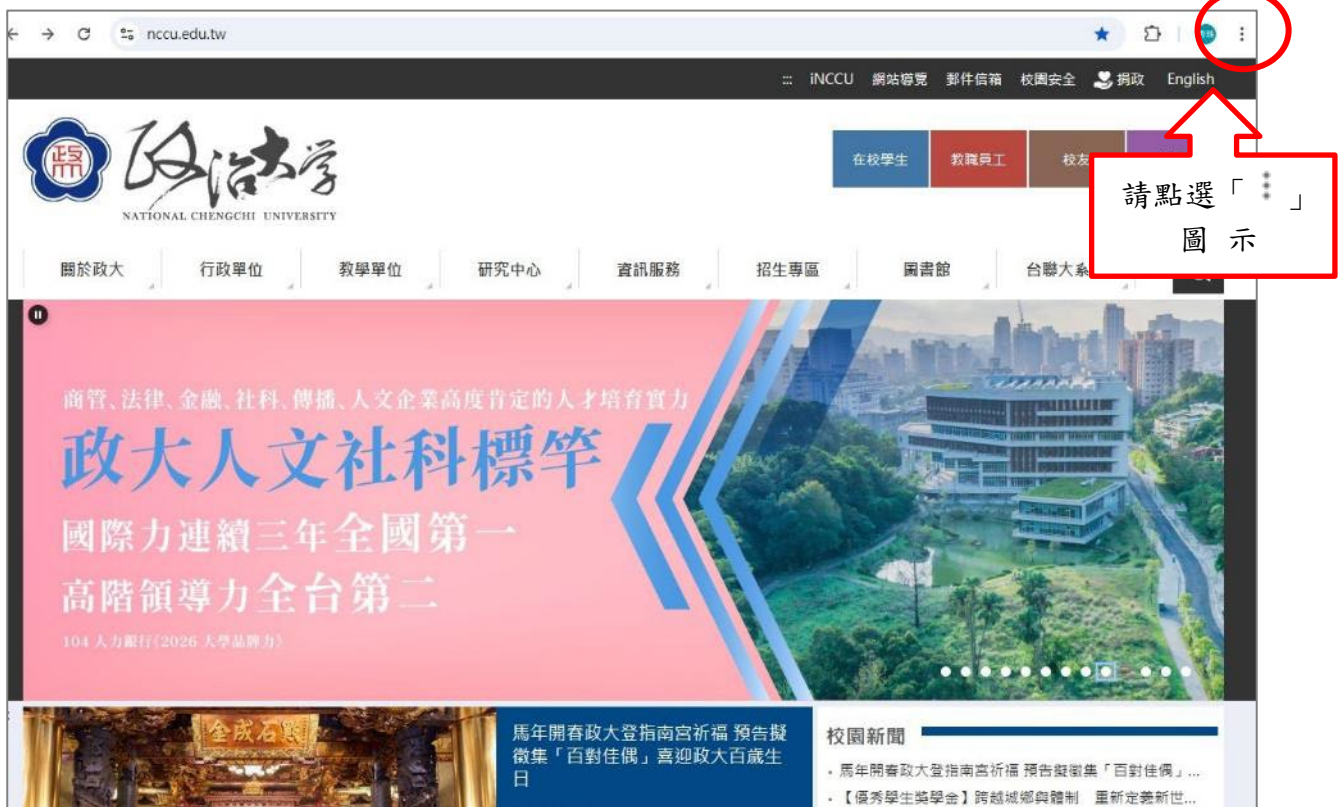 nccu.edu.tw
::: iNCCU 網站導覽 郵件信箱 校園安全 捐政 English
政治大学
NATIONAL CHENGCHI UNIVERSITY
在校學生 教職員工 校友
請點選「⋮」
圖 示
關於政大 行政單位 教學單位 研究中心 資訊服務 招生專區 圖書館 台聯大系
商管、法律、金融、社科、傳播、人文企業高度肯定的人才培育實力
政大人文社科標竿
國際力連續三年全國第一
高階領導力全台第二
104 人力銀行《2026 大學品牌力》
馬年開春政大登指南宮祈福 預告擬
徵集「百對佳偶」喜迎政大百歲生
日
校園新聞
馬年開春政大登指南宮祈福 預告擬徵集「百對佳偶」...
【優秀學生獎學金】跨越城鄉與體制 重新定義新世...